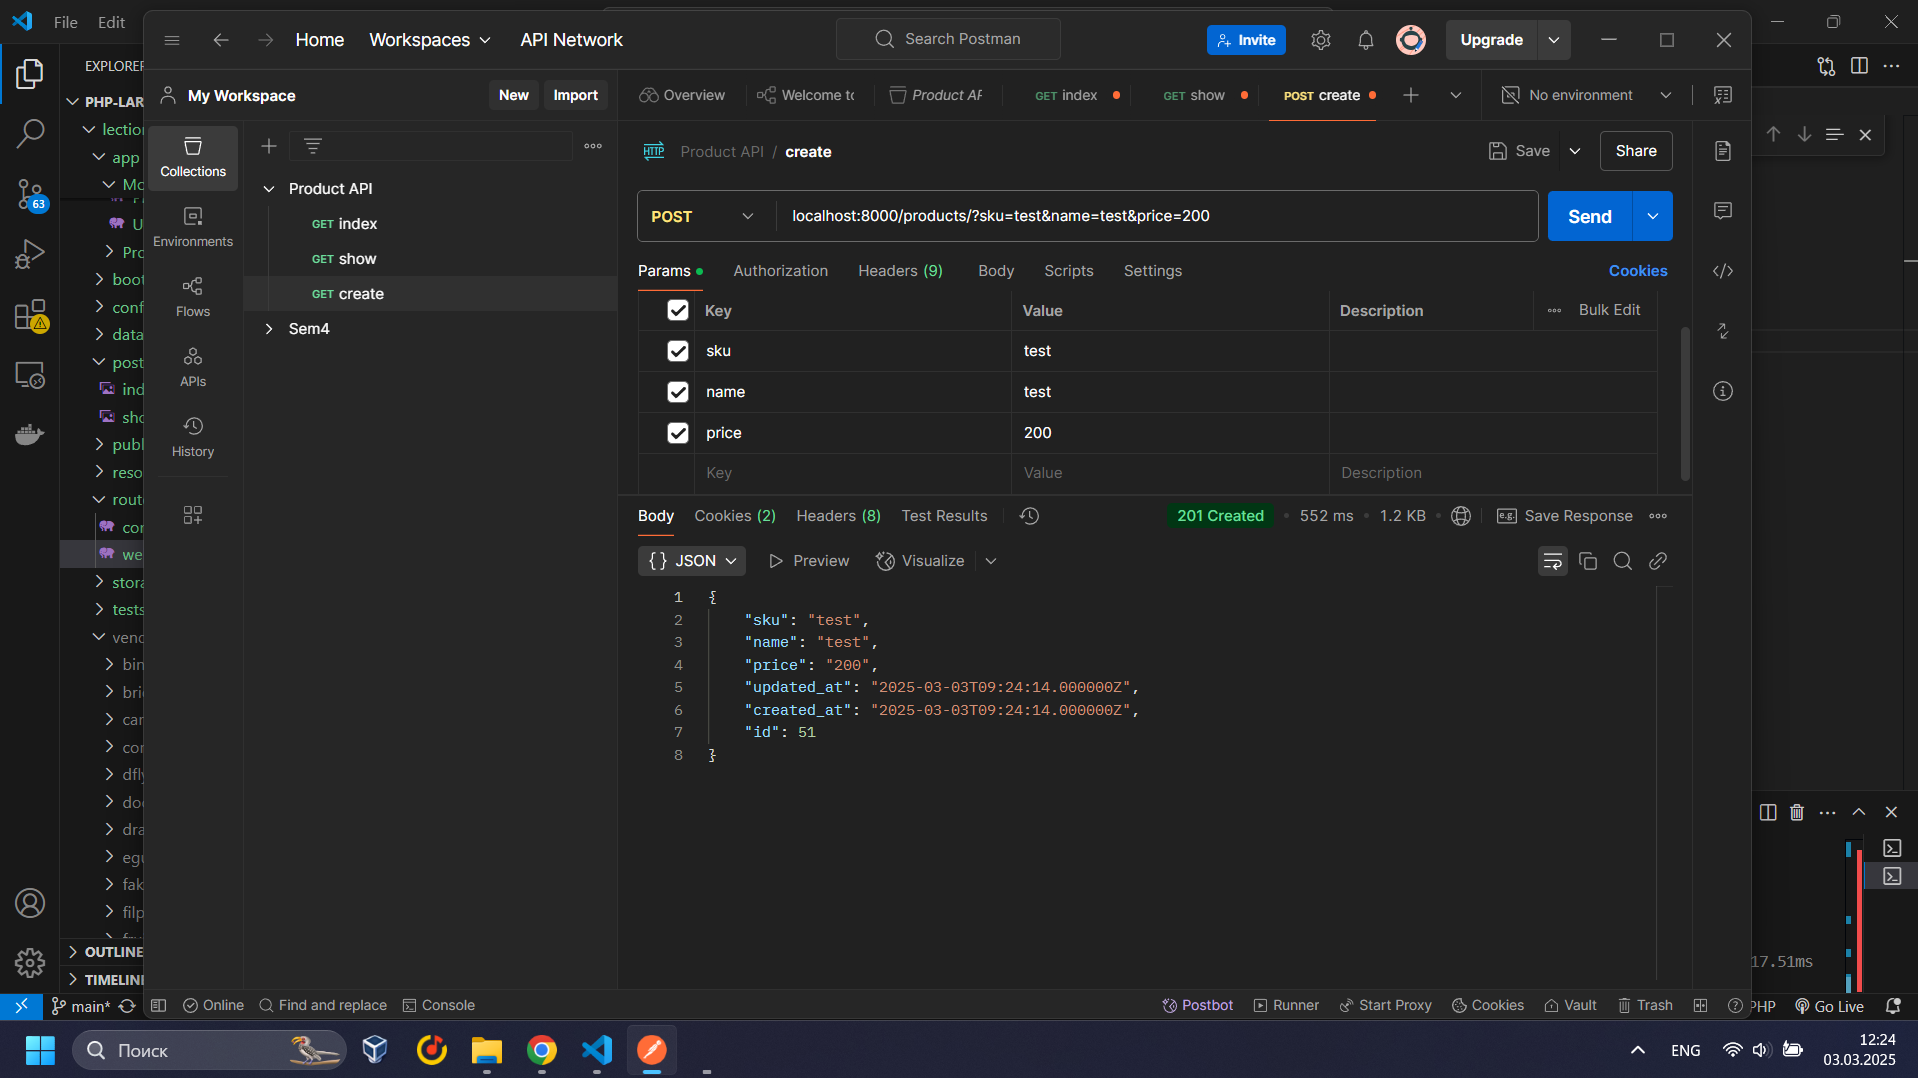 File Edit
Home Workspaces API Network
Search Postman
Invite
Upgrade
EXPLORER
PHP-LAR
lection
app
Mo
U
Pro
boot
conf
data
post
ind
sho
publ
reso
route
con
we
stora
tests
vend
bin
bric
car
cor
dfly
doc
dra
egu
fak
filp
OUTLINE
TIMELINE
63
My Workspace
New Import
Collections
Environments
Flows
APIs
History
Product API
GET index
GET show
GET create
Sem4
Overview Welcome to Product AP GET index GET show POST create No environment
HTTP Product API / create
Save Share
POST localhost:8000/products/?sku=test&name=test&price=200 Send
Params Authorization Headers (9) Body Scripts Settings Cookies
Key Value Description Bulk Edit
sku test
name test
price 200
Key Value Description
Body Cookies (2) Headers (8) Test Results 201 Created 552 ms 1.2 KB e.g. Save Response
{} JSON Preview Visualize
1 {
2 "sku": "test",
3 "name": "test",
4 "price": "200",
5 "updated_at": "2025-03-03T09:24:14.000000Z",
6 "created_at": "2025-03-03T09:24:14.000000Z",
7 "id": 51
8 }
17.51ms
main* Online Find and replace Console Postbot Runner Start Proxy Cookies Vault Trash PHP Go Live
Поиск
ENG
12:24
03.03.2025